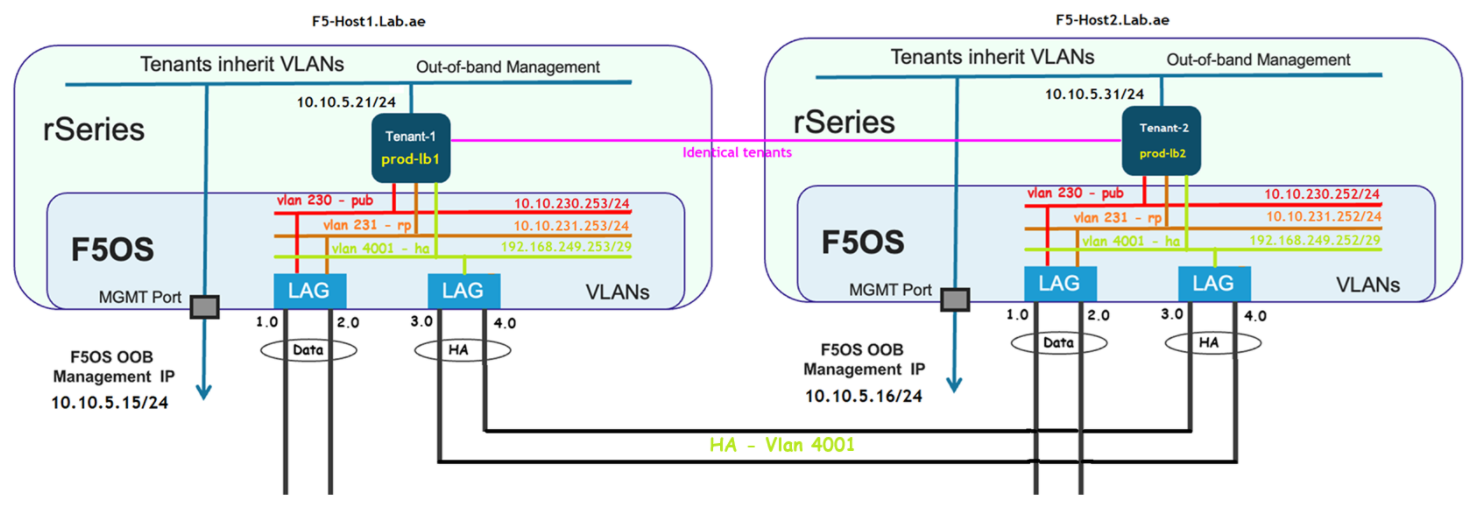 F5-Host1.Lab.ae
Tenants inherit VLANs
Out-of-band Management
10.10.5.21/24
rSeries
Tenant-1
prod-lb1
Identical tenants
vlan 230 - pub
10.10.230.253/24
vlan 231 - rp
10.10.231.253/24
vlan 4001 - ha
192.168.249.253/29
F5OS
LAG
LAG
VLANs
MGMT Port
1.0
2.0
3.0
4.0
Data
HA
F5OS OOB
Management IP
10.10.5.15/24
HA - Vlan 4001
F5-Host2.Lab.ae
Tenants inherit VLANs
Out-of-band Management
10.10.5.31/24
rSeries
Tenant-2
prod-lb2
vlan 230 - pub
10.10.230.252/24
vlan 231 - rp
10.10.231.252/24
vlan 4001 - ha
192.168.249.252/29
F5OS
LAG
LAG
VLANs
MGMT Port
1.0
2.0
3.0
4.0
Data
HA
F5OS OOB
Management IP
10.10.5.16/24